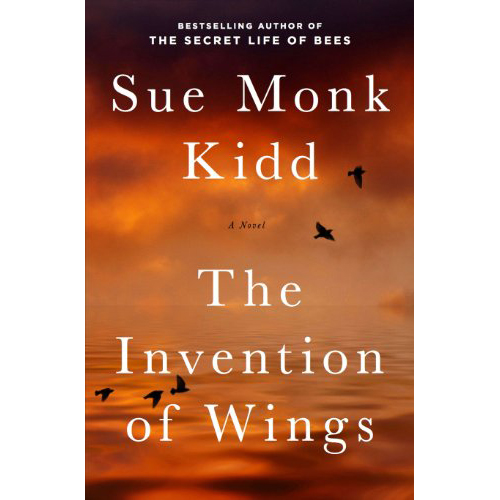 BESTSELLING AUTHOR OF
THE SECRET LIFE OF BEES
Sue Monk
Kidd
A Novel
The
Invention
of Wings